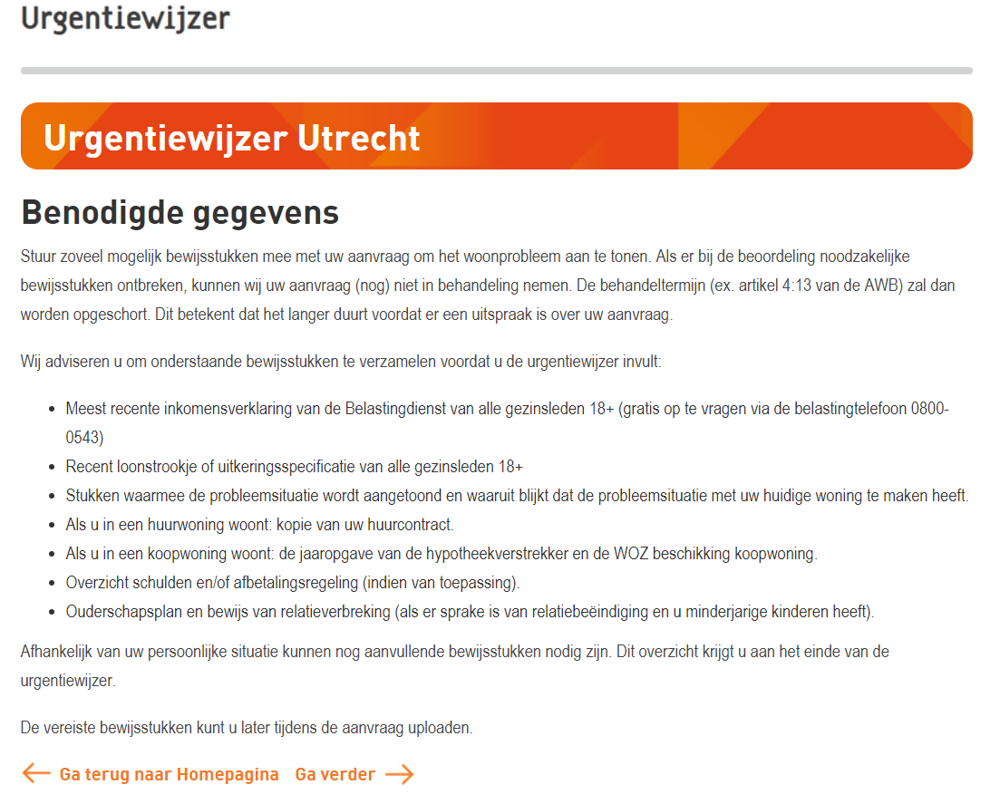 Urgentiewijzer
Urgentiewijzer Utrecht
Benodigde gegevens
Stuur zoveel mogelijk bewijsstukken mee met uw aanvraag om het woonprobleem aan te tonen. Als er bij de beoordeling noodzakelijke
bewijsstukken ontbreken, kunnen wij uw aanvraag (nog) niet in behandeling nemen. De behandeltermijn (ex. artikel 4:13 van de AWB) zal dan
worden opgeschort. Dit betekent dat het langer duurt voordat er een uitspraak is over uw aanvraag.
Wij adviseren u om onderstaande bewijsstukken te verzamelen voordat u de urgentiewijzer invult:
• Meest recente inkomensverklaring van de Belastingdienst van alle gezinsleden 18+ (gratis op te vragen via de belastingtelefoon 0800-
0543)
• Recent loonstrookje of uitkeringsspecificatie van alle gezinsleden 18+
• Stukken waarmee de probleemsituatie wordt aangetoond en waaruit blijkt dat de probleemsituatie met uw huidige woning te maken heeft.
• Als u in een huurwoning woont: kopie van uw huurcontract.
• Als u in een koopwoning woont: de jaaropgave van de hypotheekverstrekker en de WOZ beschikking koopwoning.
• Overzicht schulden en/of afbetalingsregeling (indien van toepassing).
• Ouderschapsplan en bewijs van relatieverbreking (als er sprake is van relatiebeëindiging en u minderjarige kinderen heeft).
Afhankelijk van uw persoonlijke situatie kunnen nog aanvullende bewijsstukken nodig zijn. Dit overzicht krijgt u aan het einde van de
urgentiewijzer.
De vereiste bewijsstukken kunt u later tijdens de aanvraag uploaden.
← Ga terug naar Homepagina Ga verder →